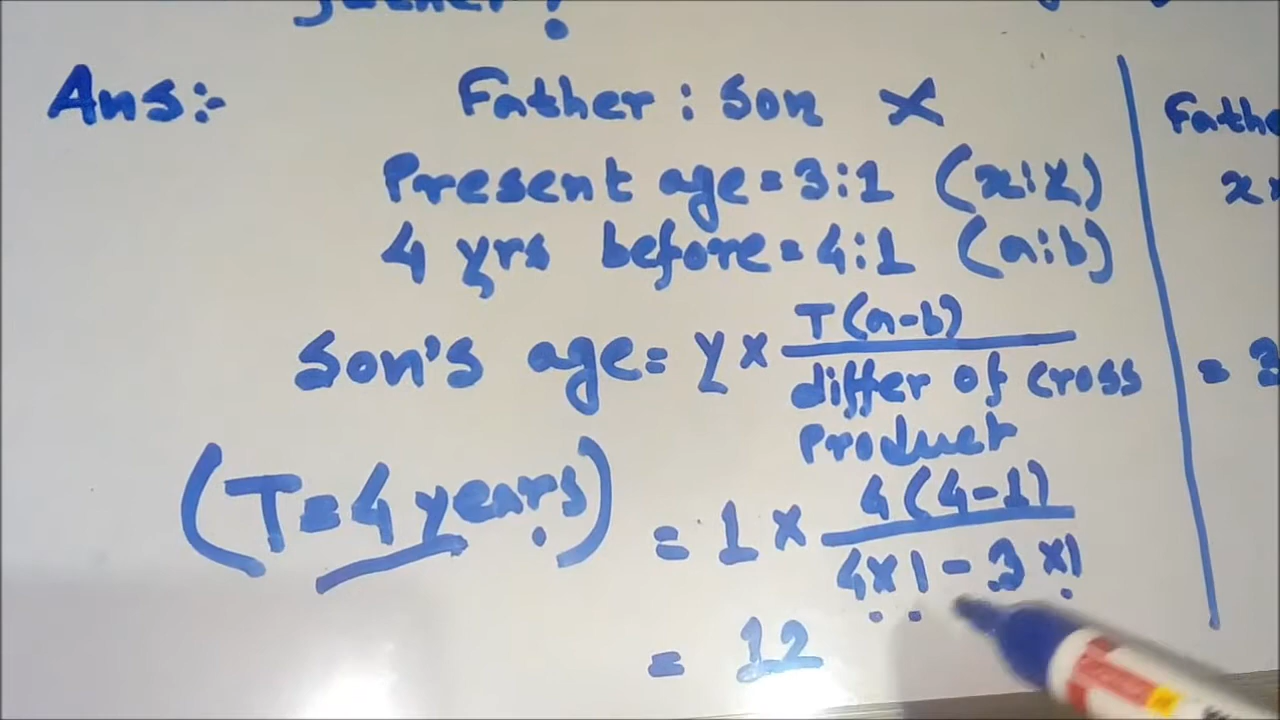 Ans:-
Father : Son X
Present age = 3:1 (x:y)
4 yrs before = 4:1 (a:b)
Son's age = y × T(a-b)
differ of cross
Product
(T=4 years)
= 1 × 4(4-1)
4×1 - 3×1
= 12
x
= 3